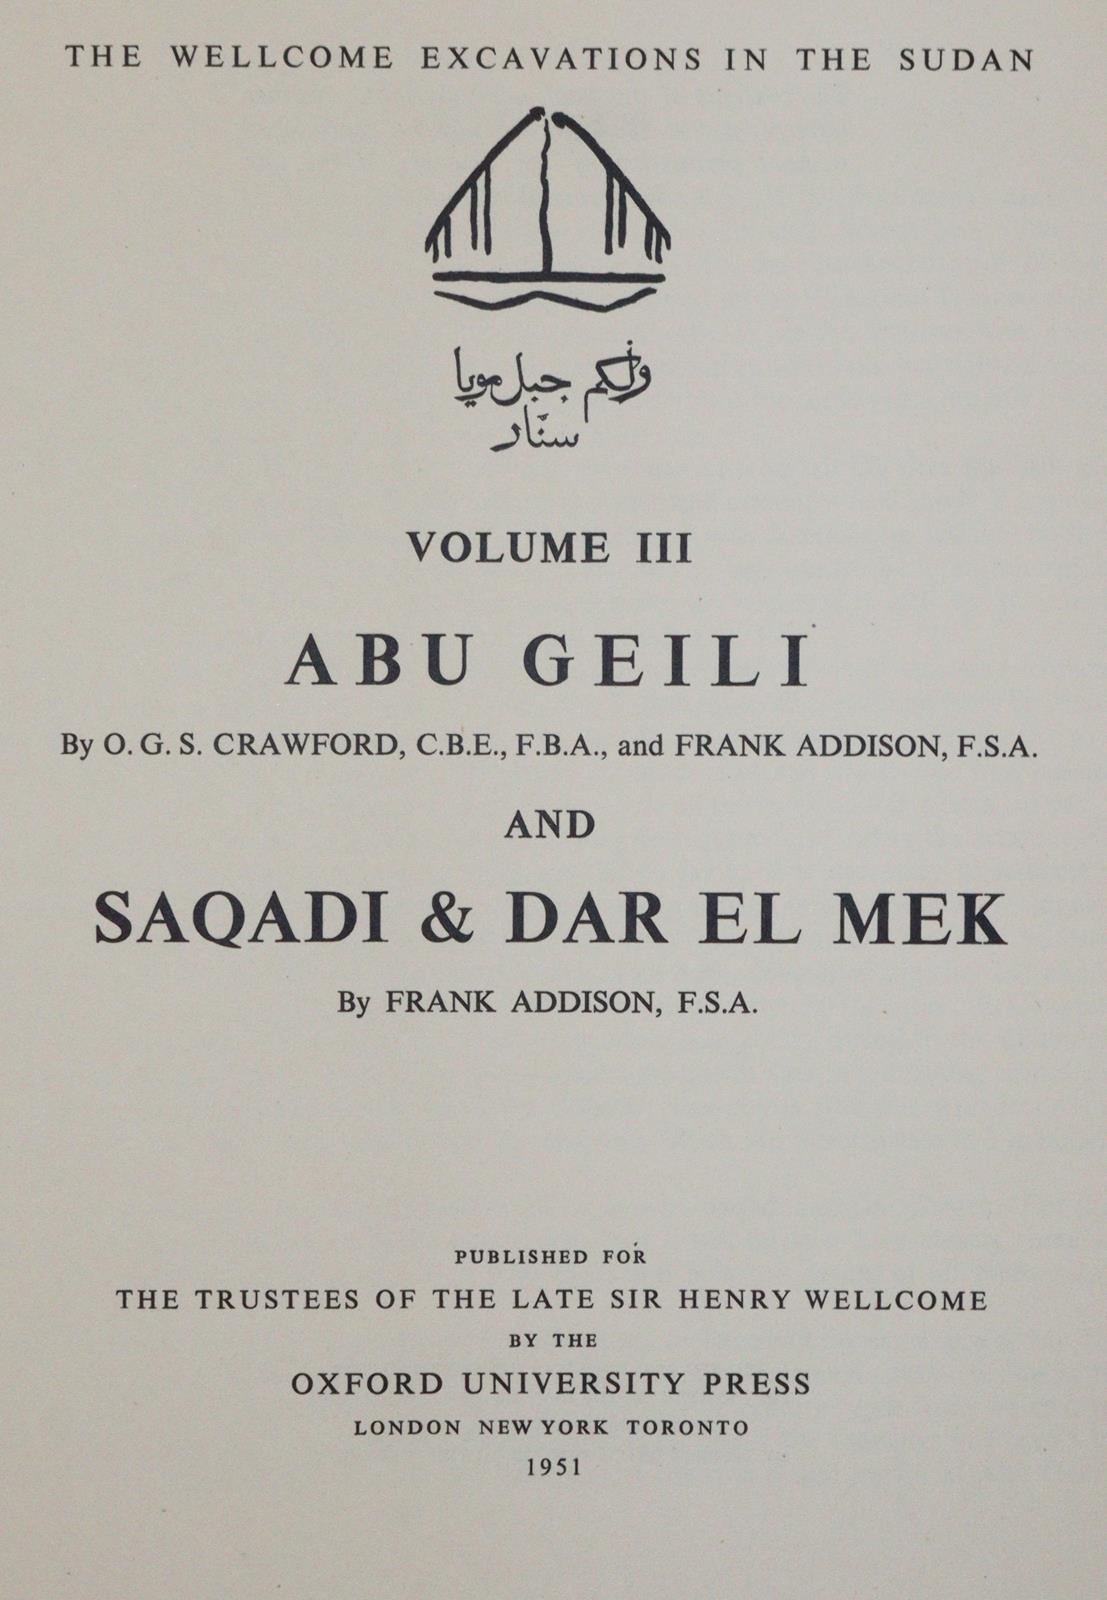 THE WELLCOME EXCAVATIONS IN THE SUDAN
ولكم جبل مويا
سنّار
VOLUME III
ABU GEILI
By O. G. S. CRAWFORD, C.B.E., F.B.A., and FRANK ADDISON, F.S.A.
AND
SAQADI & DAR EL MEK
By FRANK ADDISON, F.S.A.
PUBLISHED FOR
THE TRUSTEES OF THE LATE SIR HENRY WELLCOME
BY THE
OXFORD UNIVERSITY PRESS
LONDON NEW YORK TORONTO
1951